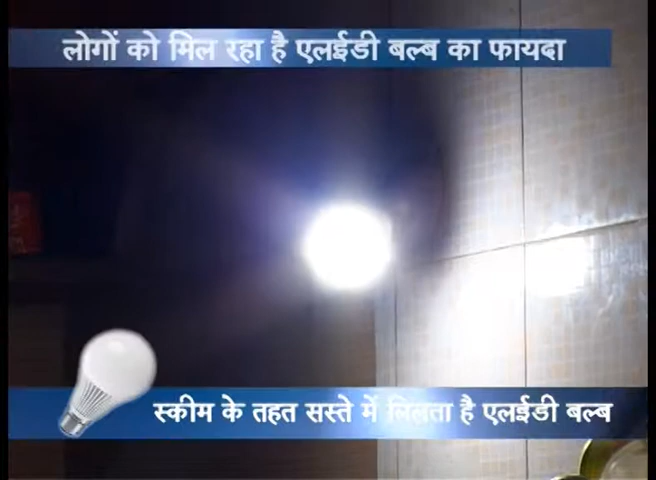 लोगों को मिल रहा है एलईडी बल्ब का फायदा
स्कीम के तहत सस्ते में लिलता है एलईडी बल्ब